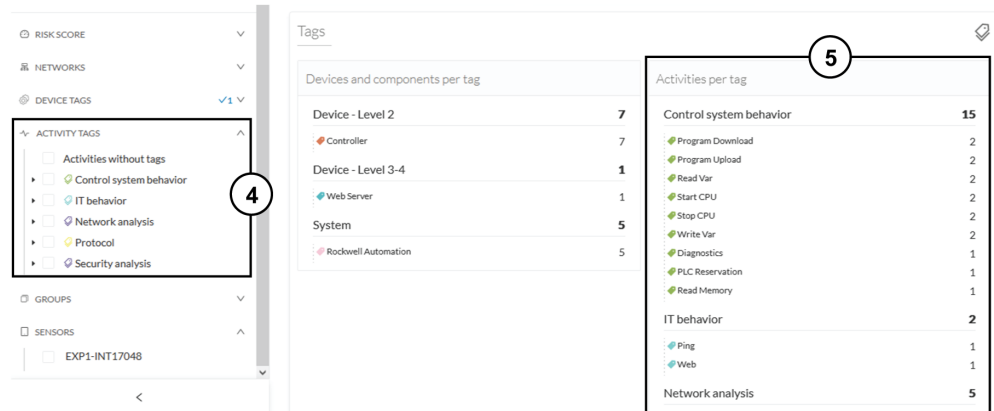 RISK SCORE
NETWORKS
DEVICE TAGS
1
ACTIVITY TAGS
Activities without tags
Control system behavior
IT behavior
Network analysis
Protocol
Security analysis
4
GROUPS
SENSORS
EXP1-INT17048
<
Tags
Devices and components per tag
Device - Level 2 7
Controller 7
Device - Level 3-4 1
Web Server 1
System 5
Rockwell Automation 5
5
Activities per tag
Control system behavior 15
Program Download 2
Program Upload 2
Read Var 2
Start CPU 2
Stop CPU 2
Write Var 2
Diagnostics 1
PLC Reservation 1
Read Memory 1
IT behavior 2
Ping 1
Web 1
Network analysis 5